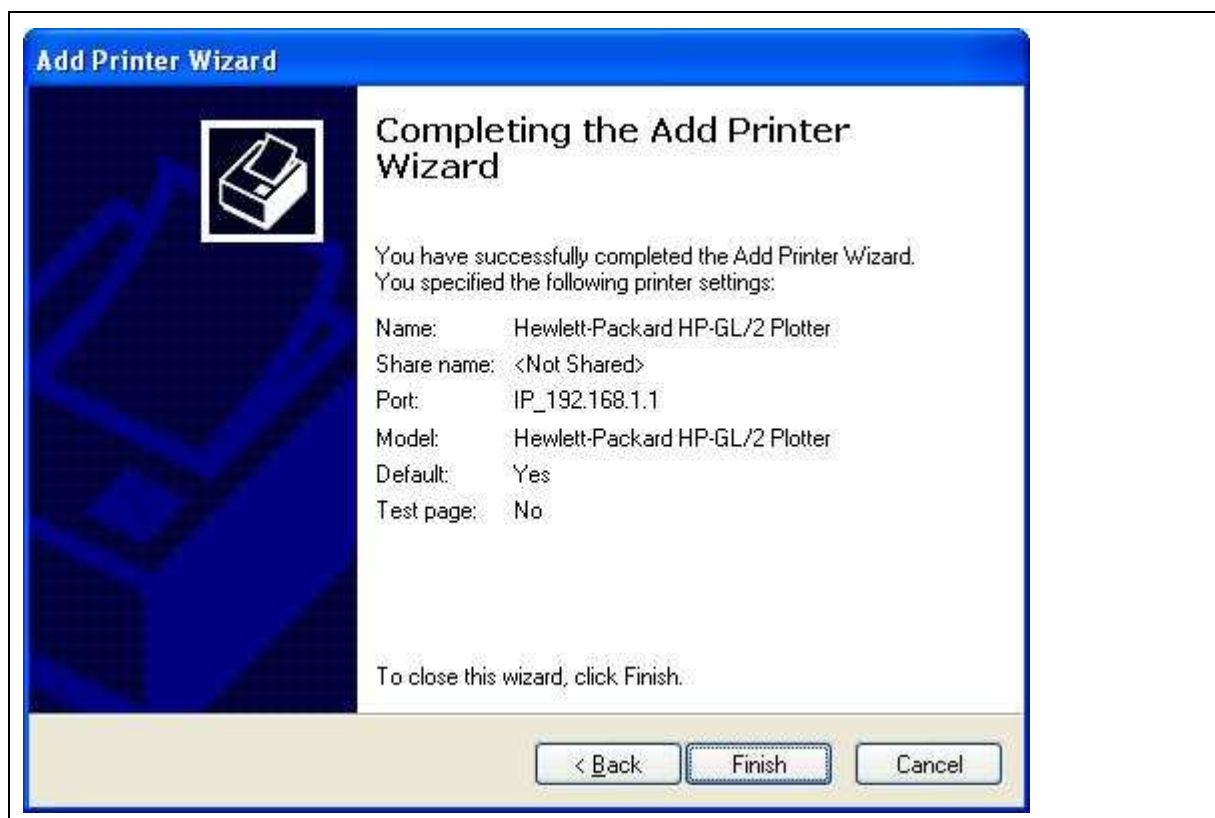 Add Printer Wizard
Completing the Add Printer
Wizard
You have successfully completed the Add Printer Wizard.
You specified the following printer settings:
Name: Hewlett-Packard HP-GL/2 Plotter
Share name: <Not Shared>
Port: IP_192.168.1.1
Model: Hewlett-Packard HP-GL/2 Plotter
Default: Yes
Test page: No
To close this wizard, click Finish.
< Back Finish Cancel